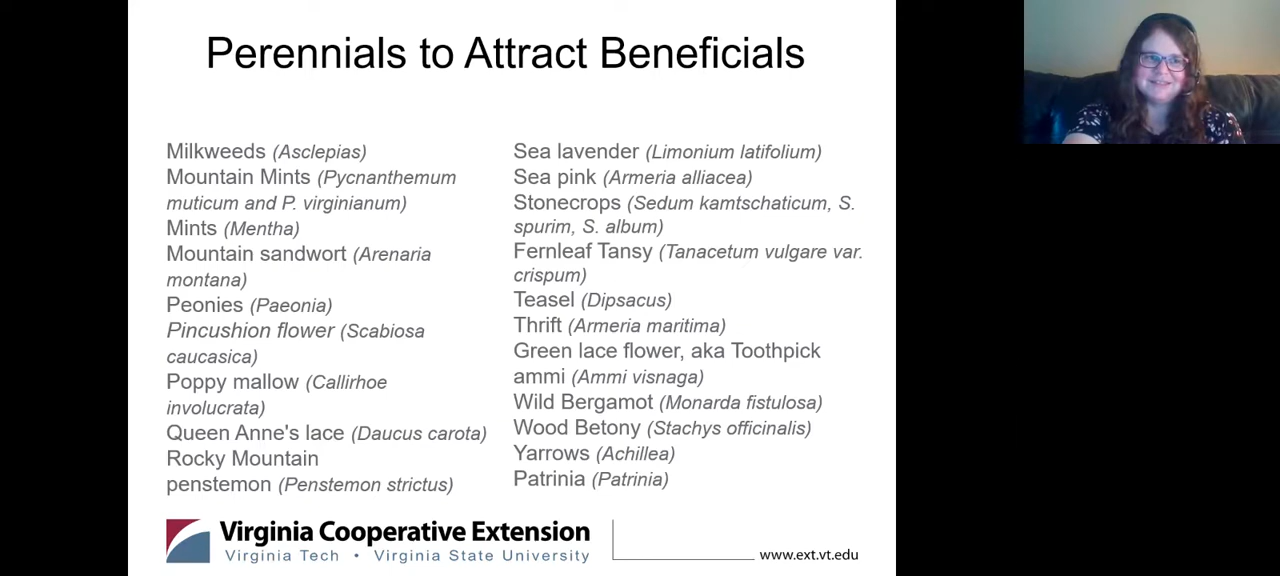 Perennials to Attract Beneficials
Milkweeds (Asclepias)
Mountain Mints (Pycnanthemum
muticum and P. virginianum)
Mints (Mentha)
Mountain sandwort (Arenaria
montana)
Peonies (Paeonia)
Pincushion flower (Scabiosa
caucasica)
Poppy mallow (Callirhoe
involucrata)
Queen Anne's lace (Daucus carota)
Rocky Mountain
penstemon (Penstemon strictus)
Sea lavender (Limonium latifolium)
Sea pink (Armeria alliacea)
Stonecrops (Sedum kamtschaticum, S.
spurim, S. album)
Fernleaf Tansy (Tanacetum vulgare var.
crispum)
Teasel (Dipsacus)
Thrift (Armeria maritima)
Green lace flower, aka Toothpick
ammi (Ammi visnaga)
Wild Bergamot (Monarda fistulosa)
Wood Betony (Stachys officinalis)
Yarrows (Achillea)
Patrinia (Patrinia)
Virginia Cooperative Extension
Virginia Tech • Virginia State University
www.ext.vt.edu